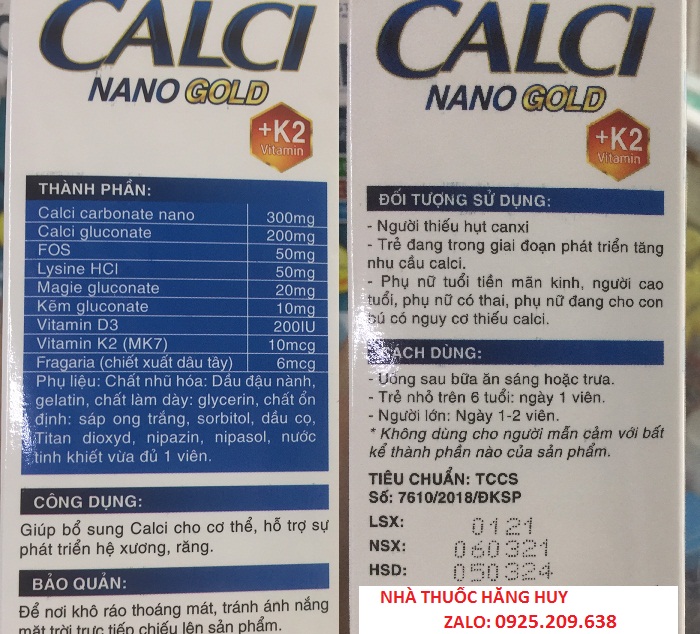 CALCI
NANO GOLD
+K2
Vitamin
THÀNH PHẦN:
Calci carbonate nano 300mg
Calci gluconate 200mg
FOS 50mg
Lysine HCl 50mg
Magie gluconate 20mg
Kẽm gluconate 10mg
Vitamin D3 200IU
Vitamin K2 (MK7) 10mcg
Fragaria (chiết xuất dâu tây) 6mcg
Phụ liệu: Chất nhũ hóa: Dầu đậu nành,
gelatin, chất làm dày: glycerin, chất ổn
định: sáp ong trắng, sorbitol, dầu cọ,
Titan dioxyd, nipazin, nipasol, nước
tinh khiết vừa đủ 1 viên.
CÔNG DỤNG:
Giúp bổ sung Calci cho cơ thể, hỗ trợ sự
phát triển hệ xương, răng.
BẢO QUẢN:
Để nơi khô ráo thoáng mát, tránh ánh nắng
mặt trời trực tiếp chiếu lên sản phẩm.
CALCI
NANO GOLD
+K2
Vitamin
ĐỐI TƯỢNG SỬ DỤNG:
- Người thiếu hụt canxi
- Trẻ đang trong giai đoạn phát triển tăng
nhu cầu calci.
- Phụ nữ tuổi tiền mãn kinh, người cao
tuổi, phụ nữ có thai, phụ nữ đang cho con
bú có nguy cơ thiếu calci.
CÁCH DÙNG:
- Uống sau bữa ăn sáng hoặc trưa.
- Trẻ nhỏ trên 6 tuổi: ngày 1 viên.
- Người lớn: Ngày 1-2 viên.
* Không dùng cho người mẫn cảm với bất
kể thành phần nào của sản phẩm.
TIÊU CHUẨN: TCCS
Số: 7610/2018/ĐKSP
LSX: 0121
NSX: 060321
HSD: 050324
NHÀ THUỐC HẰNG HUY
ZALO: 0925.209.638